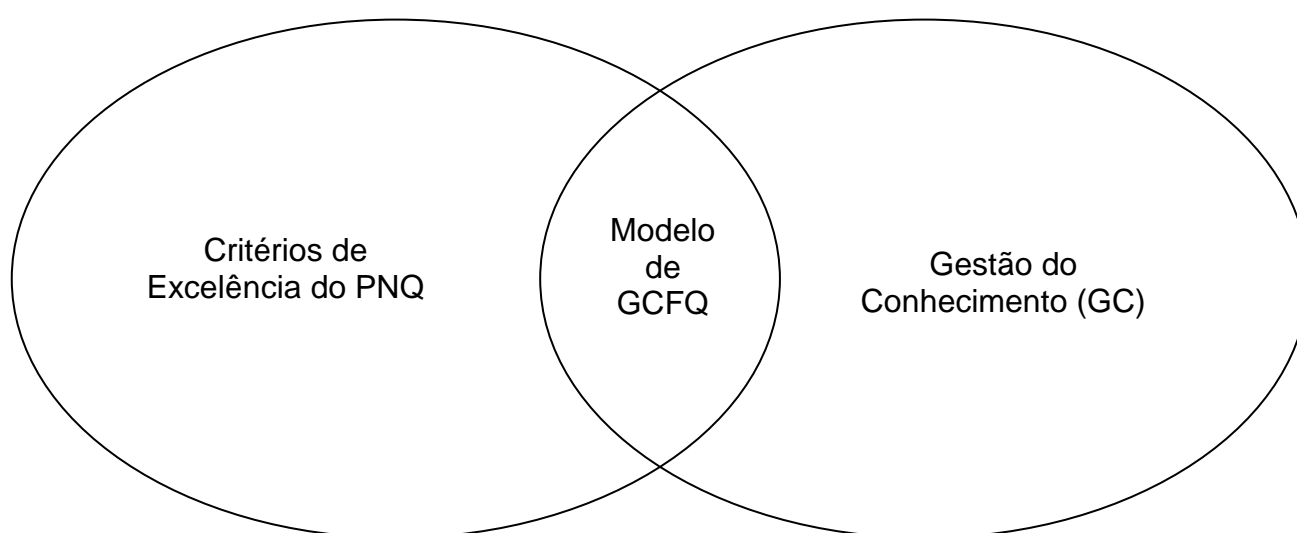 Critérios de
Excelência do PNQ
Modelo
de
GCFQ
Gestão do
Conhecimento (GC)